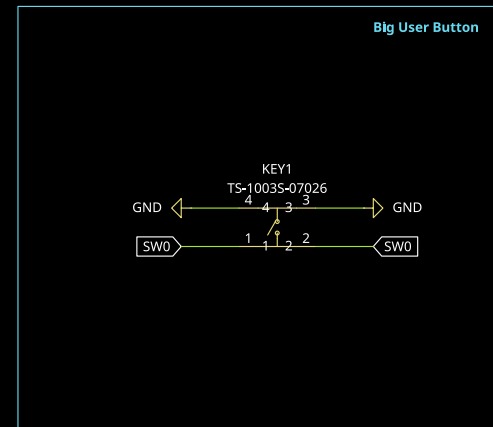 Big User Button
KEY1
TS-1003S-07026
GND 4 4 3 3 GND
SW0 1 1 2 2 SW0